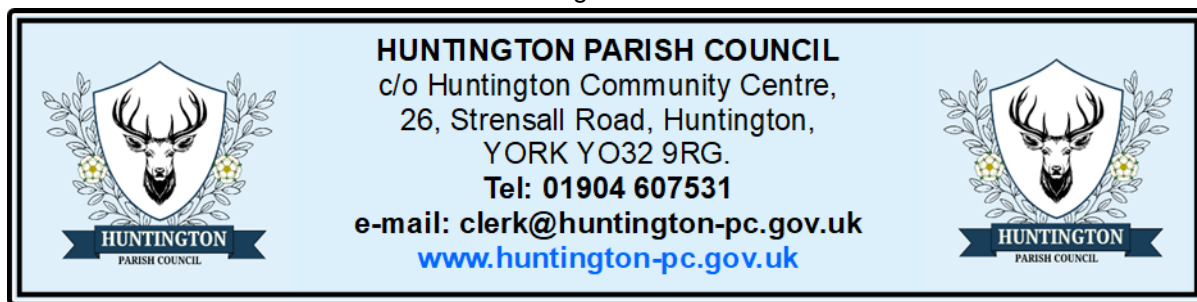 HUNTINGTON PARISH COUNCIL
c/o Huntington Community Centre,
26, Strensall Road, Huntington,
YORK YO32 9RG.
Tel: 01904 607531
e-mail: clerk@huntington-pc.gov.uk
www.huntington-pc.gov.uk
HUNTINGTON
PARISH COUNCIL
HUNTINGTON
PARISH COUNCIL